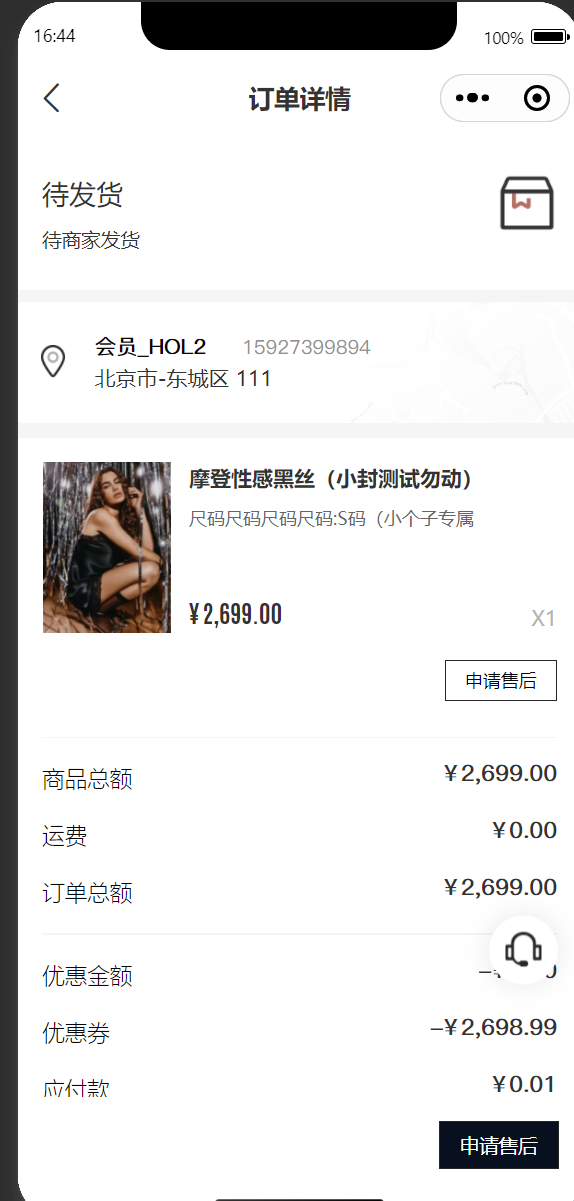 16:44
100%
订单详情
待发货
待商家发货
会员_HOL2 15927399894
北京市-东城区 111
摩登性感黑丝（小封测试勿动）
尺码尺码尺码尺码:S码（小个子专属
¥2,699.00 X1
申请售后
商品总额 ¥2,699.00
运费 ¥0.00
订单总额 ¥2,699.00
优惠金额
优惠券 –¥2,698.99
应付款 ¥0.01
申请售后